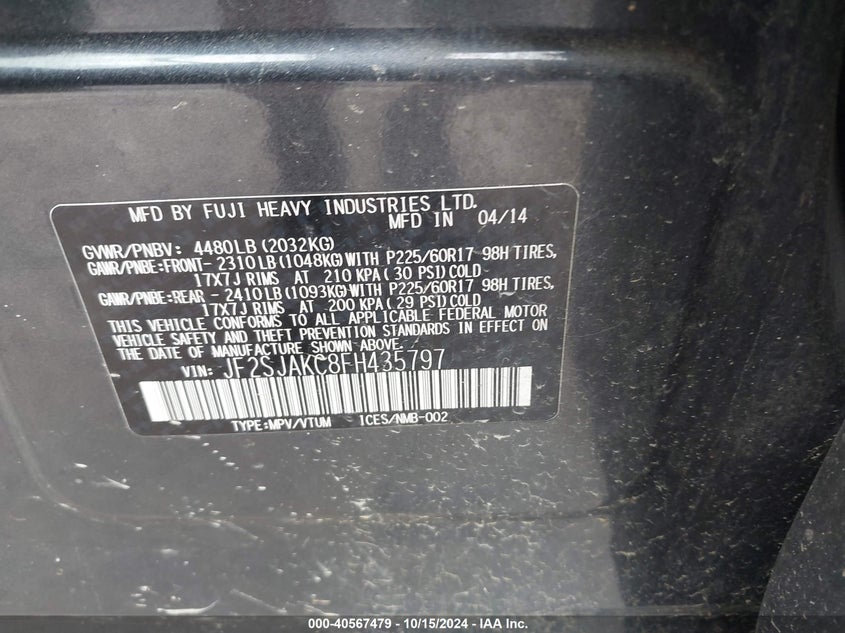 MFD BY FUJI HEAVY INDUSTRIES LTD.
MFD IN 04/14
GVWR/PNBV: 4480LB(2032KG)
GAWR/PNBE:FRONT-2310LB(1048KG)WITH P225/60R17 98H TIRES,
17X7J RIMS AT 210 KPA(30 PSI)COLD
GAWR/PNBE:REAR -2410LB(1093KG)WITH P225/60R17 98H TIRES,
17X7J RIMS AT 200 KPA(29 PSI)COLD
THIS VEHICLE CONFORMS TO ALL APPLICABLE FEDERAL MOTOR
VEHICLE SAFETY AND THEFT PREVENTION STANDARDS IN EFFECT ON
THE DATE OF MANUFACTURE SHOWN ABOVE.
VIN: JF2SJAKC8FH435797
TYPE:MPV/VTUM ICES/NMB-002
000-40567479 - 10/15/2024 - IAA Inc.